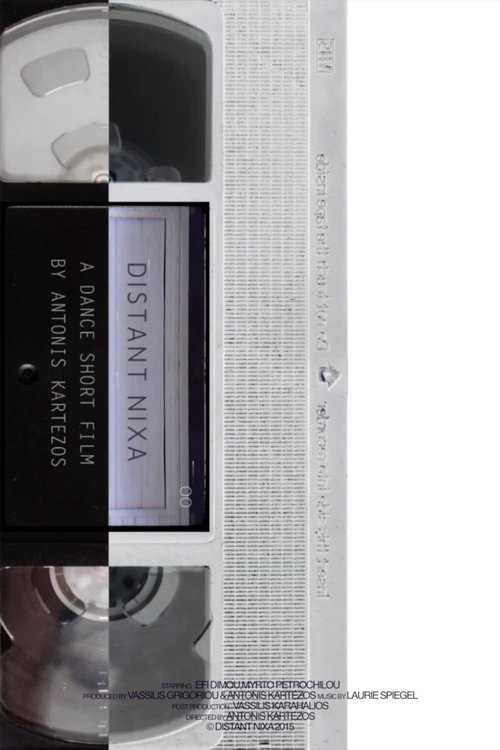 DISTANT NIXA
A DANCE SHORT FILM
BY ANTONIS KARTEZOS
00
STARRING: EFI DIMOU, MYRTO PETROCHILOU
PRODUCED BY VASSILIS GRIGORIOU & ANTONIS KARTEZOS MUSIC BY LAURIE SPIEGEL
POST PRODUCTION: VASSILIS KARAHALIOS
DIRECTED BY ANTONIS KARTEZOS
© DISTANT NIXA 2015